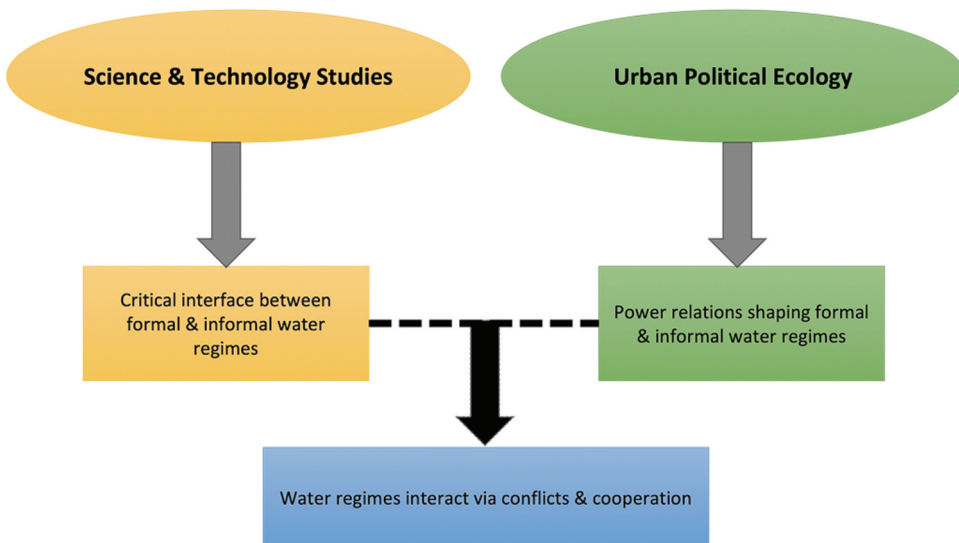 Science & Technology Studies
Urban Political Ecology
Critical interface between
formal & informal water
regimes
Power relations shaping formal
& informal water regimes
Water regimes interact via conflicts & cooperation